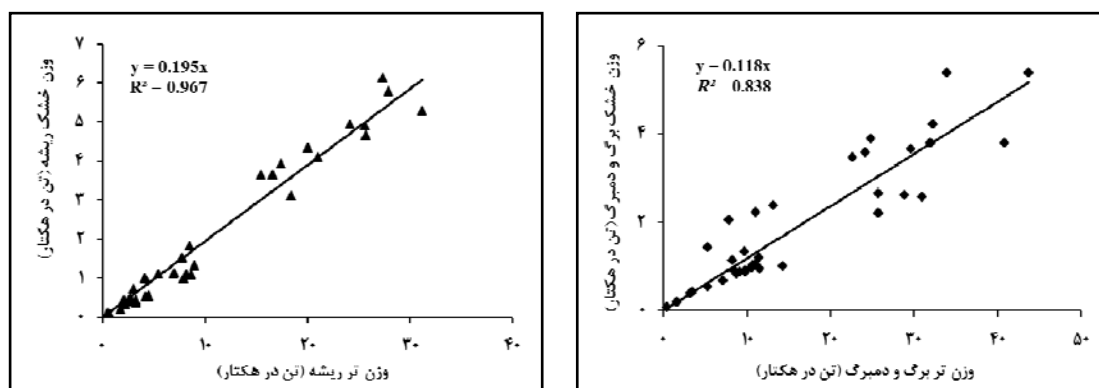 ۷
۶
۵
۴
۳
۲
۱
۰
۰
۱۰
۲۰
۳۰
۴۰
y = 0.195x
R² = 0.967
وزن خشک ریشه (تن در هکتار)
وزن تر ریشه (تن در هکتار)
۶
۴
۲
۰
۰
۱۰
۲۰
۳۰
۴۰
۵۰
y = 0.118x
R² 0.838
وزن خشک برگ و دمبرگ (تن در هکتار)
وزن تر برگ و دمبرگ (تن در هکتار)